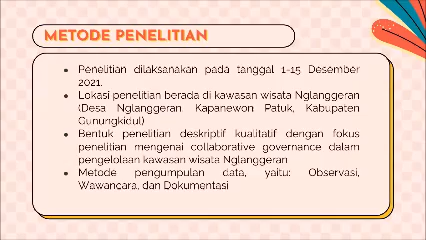 METODE PENELITIAN
● Penelitian dilaksanakan pada tanggal 1-15 Desember
2021.
● Lokasi penelitian berada di kawasan wisata Nglanggeran
(Desa Nglanggeran, Kapanewon Patuk, Kabupaten
Gunungkidul)
● Bentuk penelitian deskriptif kualitatif dengan fokus
penelitian mengenai collaborative governance dalam
pengelolaan kawasan wisata Nglanggeran
● Metode pengumpulan data, yaitu: Observasi,
Wawancara, dan Dokumentasi